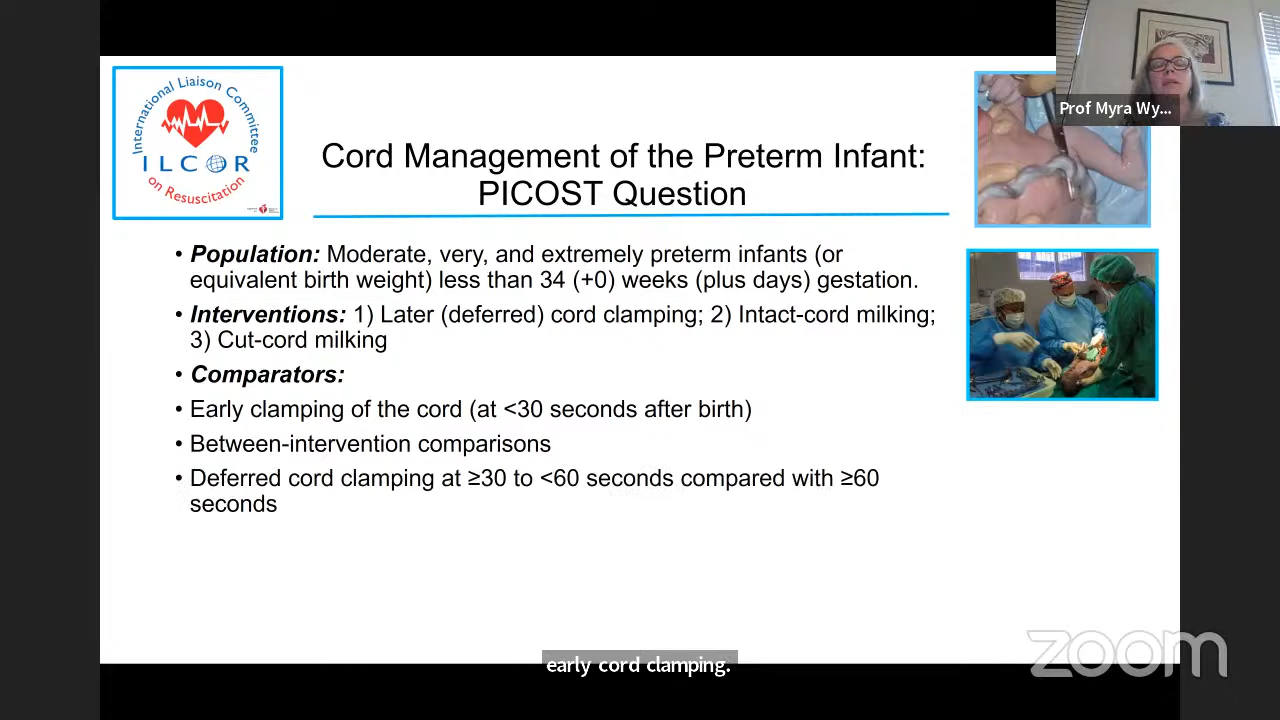 International Liaison Committee
ILCOR
on Resuscitation
Prof Myra Wy...
Cord Management of the Preterm Infant:
PICOST Question
• Population: Moderate, very, and extremely preterm infants (or
equivalent birth weight) less than 34 (+0) weeks (plus days) gestation.
• Interventions: 1) Later (deferred) cord clamping; 2) Intact-cord milking;
3) Cut-cord milking
• Comparators:
• Early clamping of the cord (at <30 seconds after birth)
• Between-intervention comparisons
• Deferred cord clamping at ≥30 to <60 seconds compared with ≥60
seconds
early cord clamping.
zoom